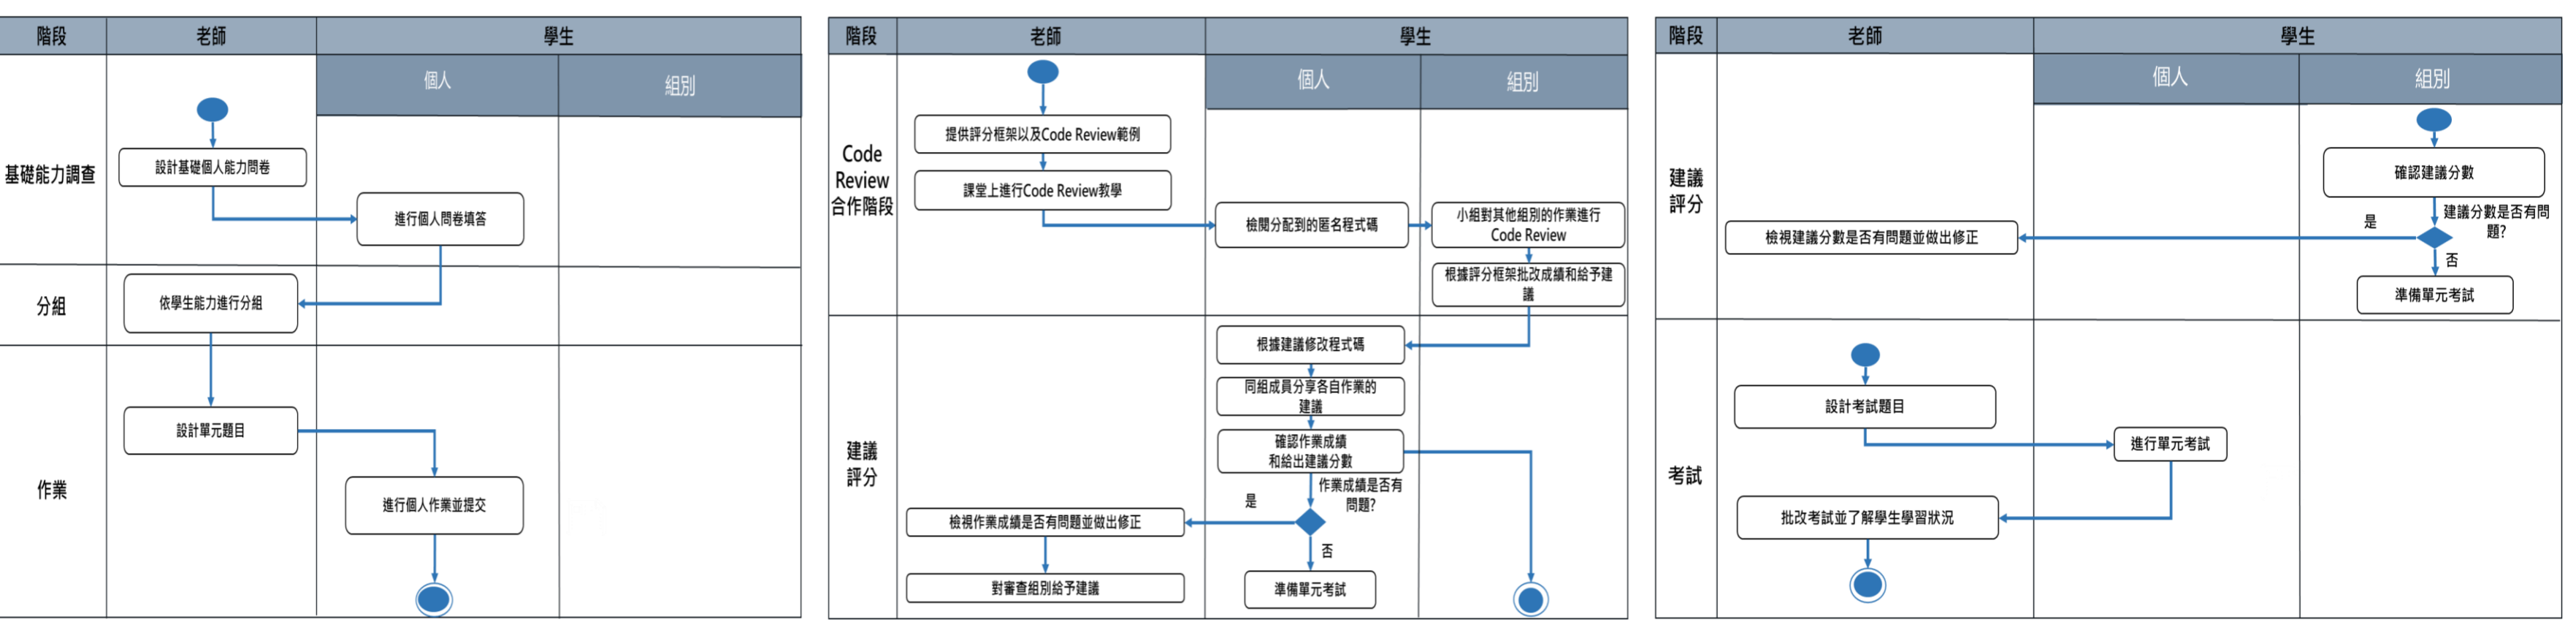 階段
老師
學生
個人
組別
基礎能力調查
設計基礎個人能力問卷
進行個人問卷填答
分組
依學生能力進行分組
作業
設計單元題目
進行個人作業並提交
階段
老師
學生
個人
組別
Code
Review
合作階段
提供評分框架以及Code Review範例
課堂上進行Code Review教學
檢閱分配到的匿名程式碼
小組對其他組別的作業進行
Code Review
根據評分框架批改成績和給予建
議
建議
評分
根據建議修改程式碼
同組成員分享各自作業的
建議
確認作業成績
和給出建議分數
作業成績是否有
問題?
是
檢視作業成績是否有問題並做出修正
否
對審查組別給予建議
準備單元考試
階段
老師
學生
個人
組別
建議
評分
確認建議分數
建議分數是否有問
題?
是
檢視建議分數是否有問題並做出修正
否
準備單元考試
考試
設計考試題目
進行單元考試
批改考試並了解學生學習狀況